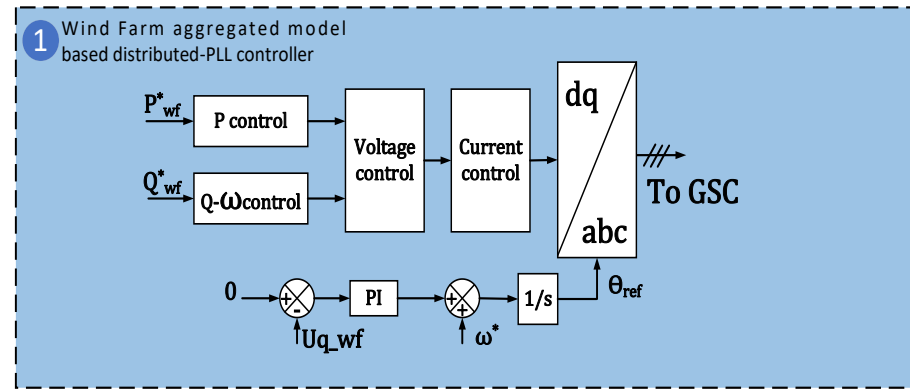 1
Wind Farm aggregated model
based distributed-PLL controller
P*wf
P control
Q*wf
Q-ωcontrol
Voltage
control
Current
control
dq
abc
To GSC
0
+
-
Uq_wf
PI
+
+
ω*
1/s
θref